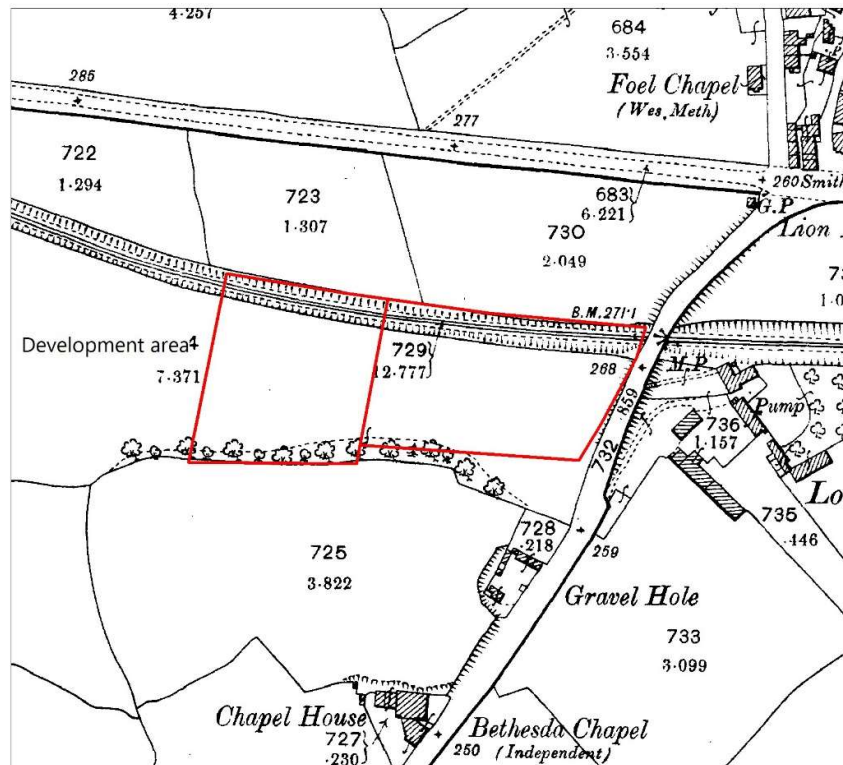 4·257
684
3·554
Foel Chapel
(Wes. Meth)
285
277
722
1·294
723
1·307
683
6·221
260
Smith
G.P
730
2·049
Lion
B.M. 271·1
Development area
4
7·371
729
12·777
268
M.P
Pump
736
1·157
732
859
735
·446
728
·218
259
725
3·822
Gravel Hole
733
3·099
Chapel House
727
·230
Bethesda Chapel
(Independent)
250